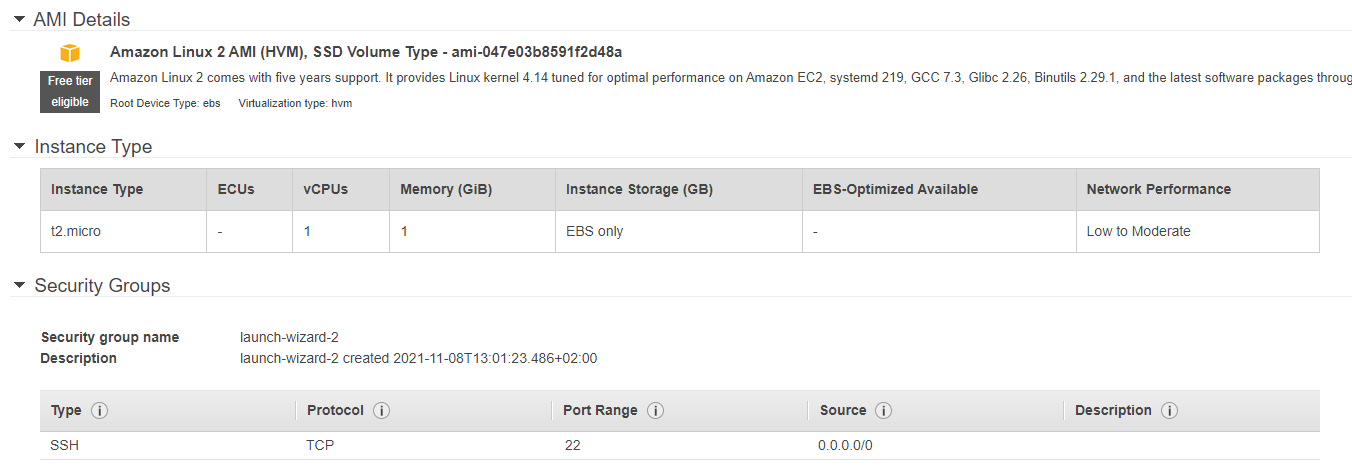 AMI Details
Amazon Linux 2 AMI (HVM), SSD Volume Type - ami-047e03b8591f2d48a
Free tier
eligible
Amazon Linux 2 comes with five years support. It provides Linux kernel 4.14 tuned for optimal performance on Amazon EC2, systemd 219, GCC 7.3, Glibc 2.26, Binutils 2.29.1, and the latest software packages throug
Root Device Type: ebs Virtualization type: hvm
Instance Type
Instance Type ECUs vCPUs Memory (GiB) Instance Storage (GB) EBS-Optimized Available Network Performance
t2.micro - 1 1 EBS only - Low to Moderate
Security Groups
Security group name launch-wizard-2
Description launch-wizard-2 created 2021-11-08T13:01:23.486+02:00
Type i Protocol i Port Range i Source i Description i
SSH TCP 22 0.0.0.0/0